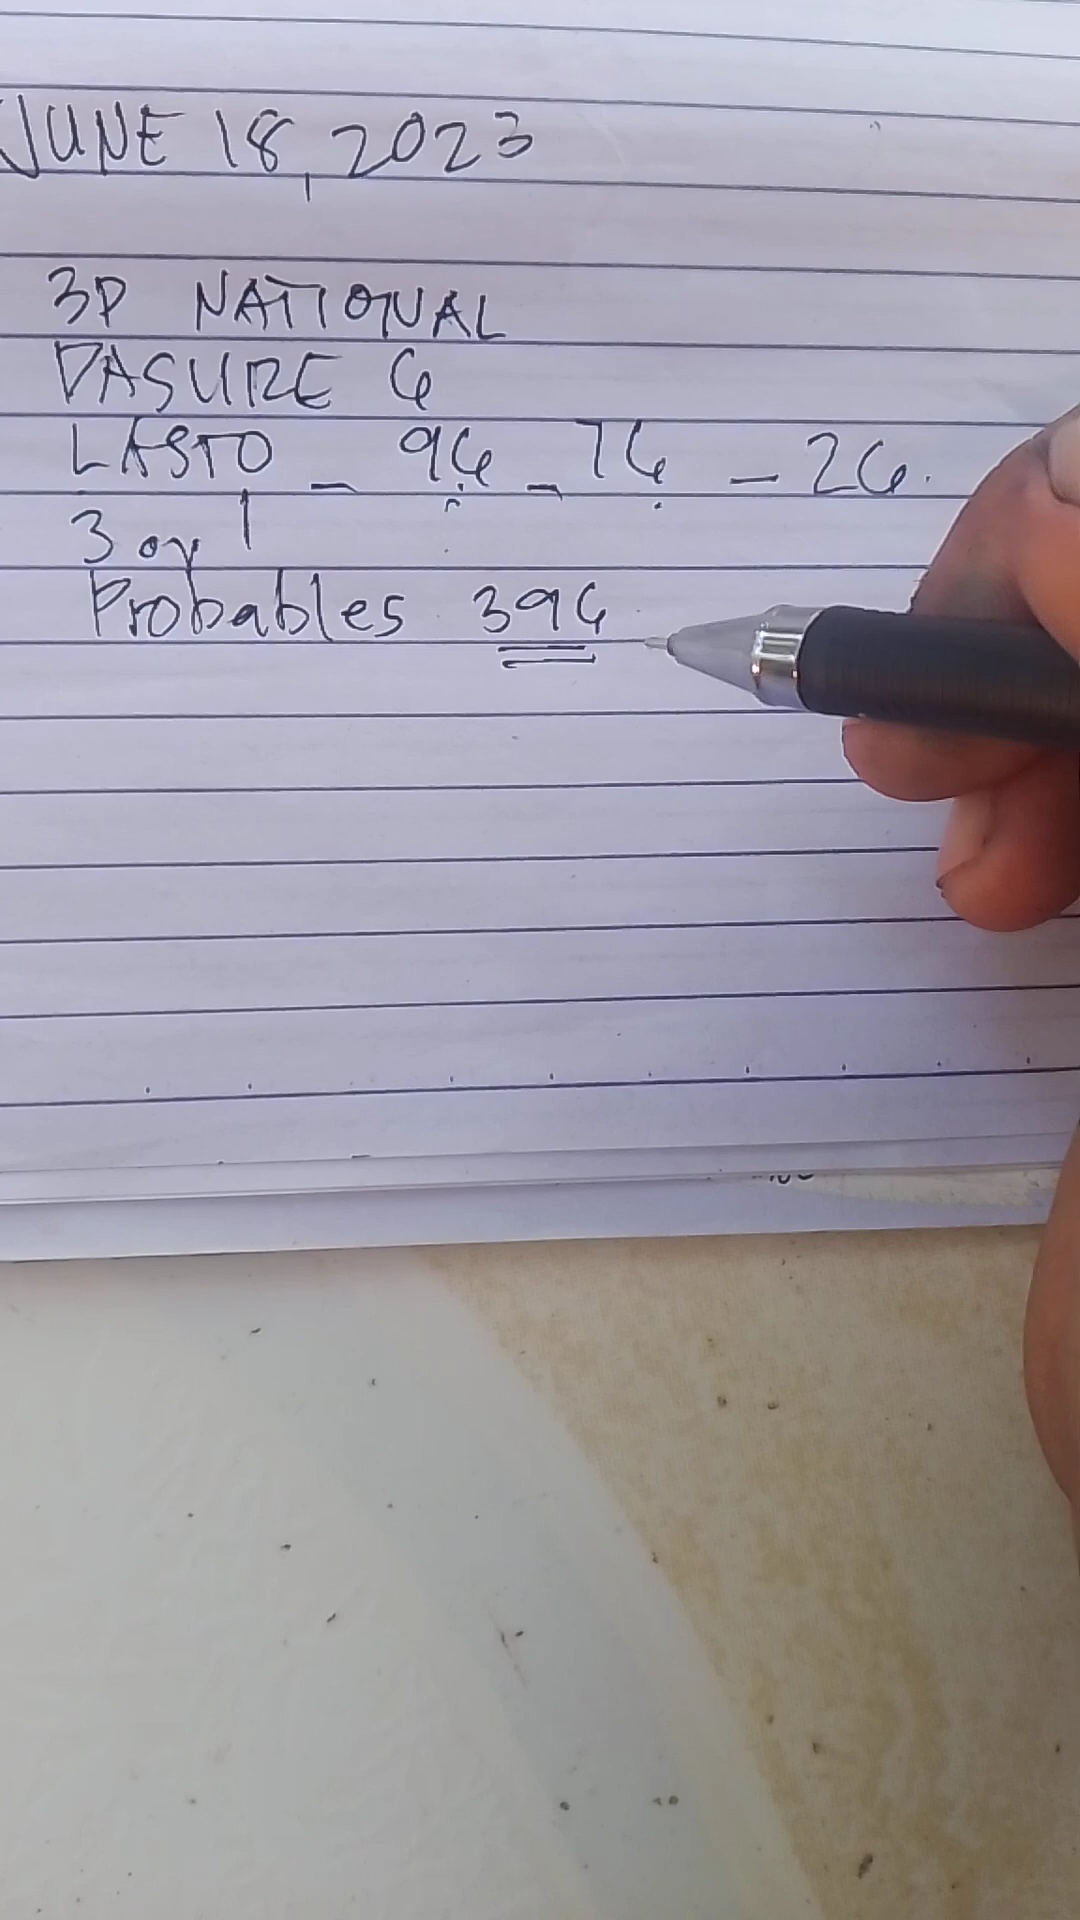 JUNE 18, 2023
3D NATIONAL
PASURE 6
LASTO - 96 - 76 - 26.
3 or 1
Probables 396